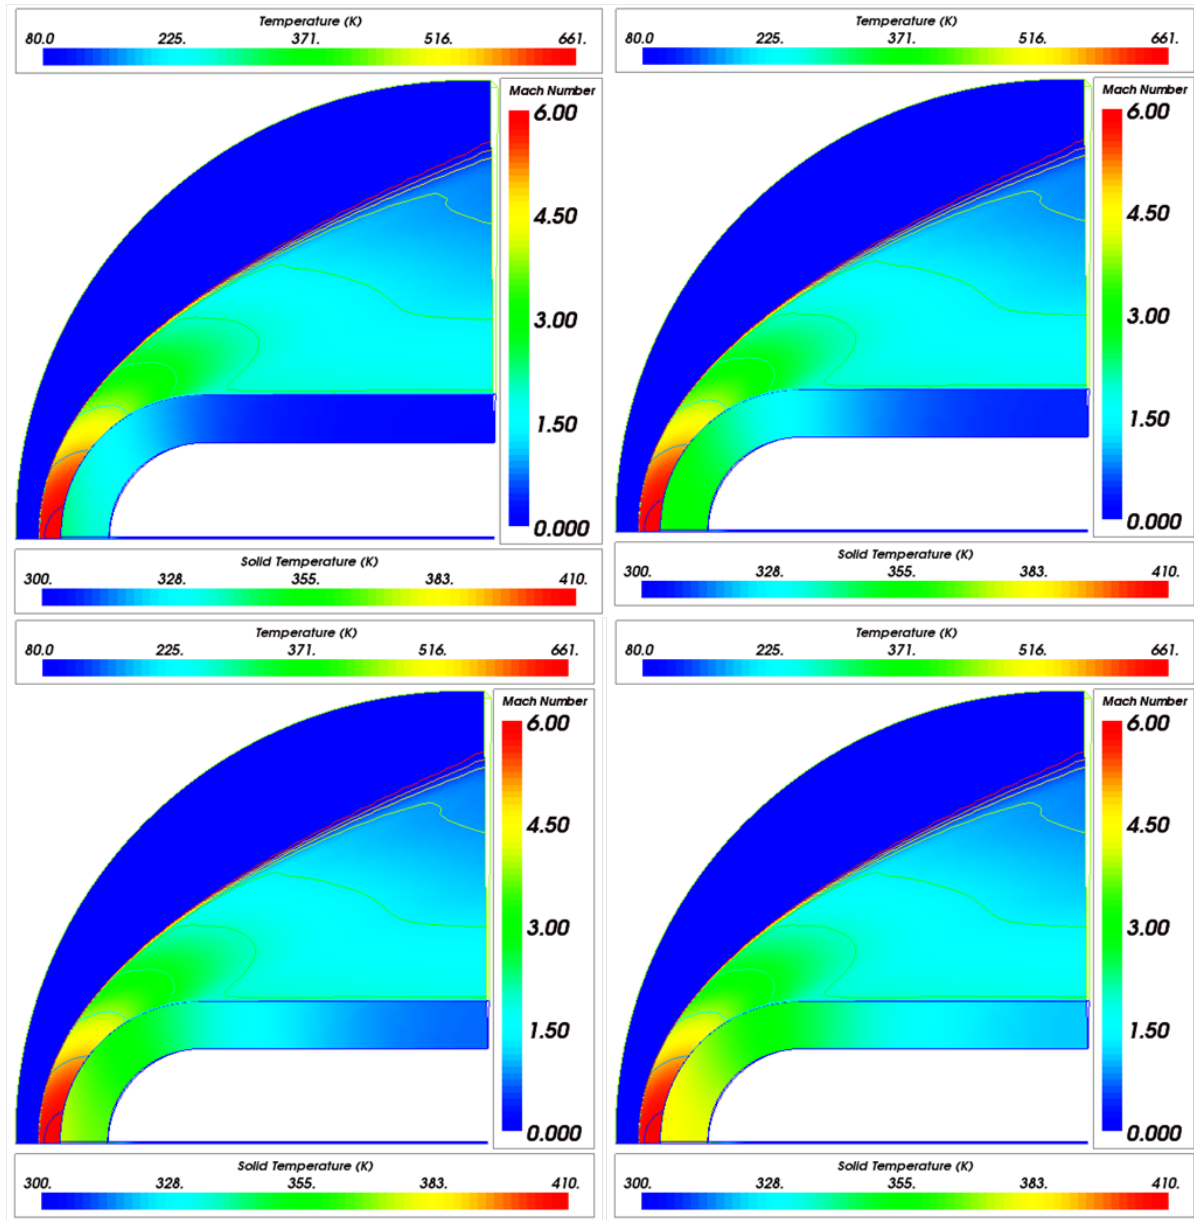 Temperature (K)
80.0 225. 371. 516. 661.
Mach Number
6.00
4.50
3.00
1.50
0.000
Solid Temperature (K)
300. 328. 355. 383. 410.
Temperature (K)
80.0 225. 371. 516. 661.
Mach Number
6.00
4.50
3.00
1.50
0.000
Solid Temperature (K)
300. 328. 355. 383. 410.
Temperature (K)
80.0 225. 371. 516. 661.
Mach Number
6.00
4.50
3.00
1.50
0.000
Solid Temperature (K)
300. 328. 355. 383. 410.
Temperature (K)
80.0 225. 371. 516. 661.
Mach Number
6.00
4.50
3.00
1.50
0.000
Solid Temperature (K)
300. 328. 355. 383. 410.